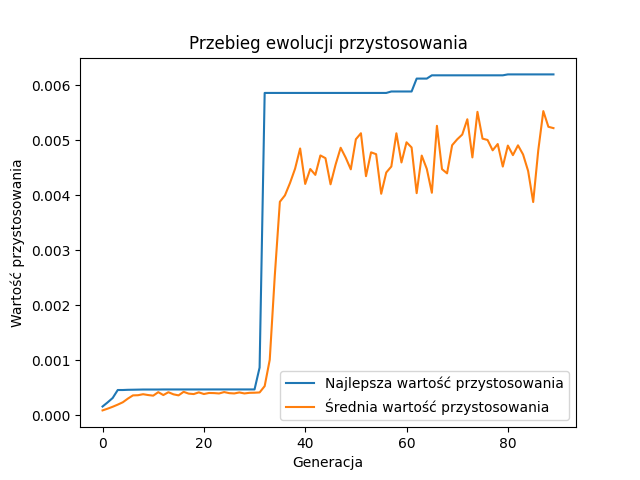 Przebieg ewolucji przystosowania
Wartość przystosowania
0.006
0.005
0.004
0.003
0.002
0.001
0.000
Najlepsza wartość przystosowania
Średnia wartość przystosowania
0 20 40 60 80
Generacja